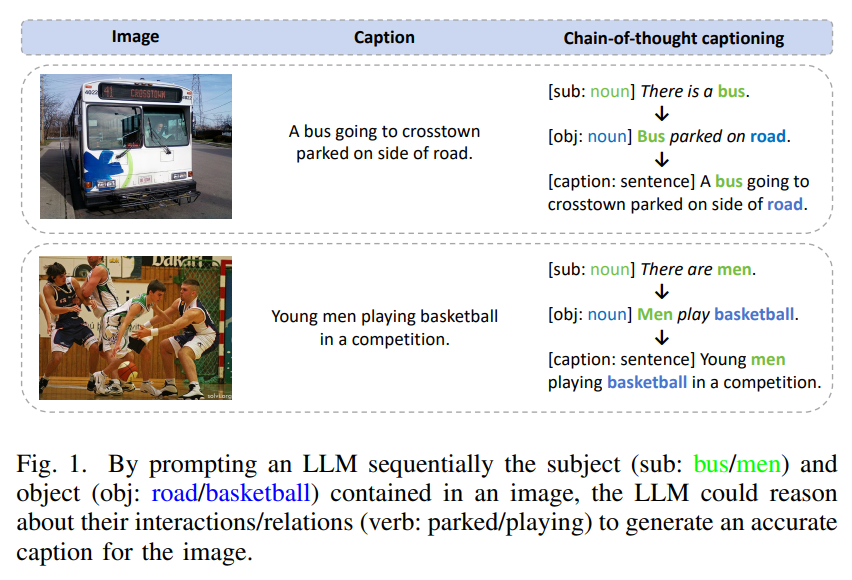 Image Caption Chain-of-thought captioning
41 CROSSTOWN
4022
A bus going to crosstown
parked on side of road.
[sub: noun] There is a bus.
↓
[obj: noun] Bus parked on road.
↓
[caption: sentence] A bus going to
crosstown parked on side of road.
Young men playing basketball
in a competition.
[sub: noun] There are men.
↓
[obj: noun] Men play basketball.
↓
[caption: sentence] Young men
playing basketball in a competition.
Fig. 1. By prompting an LLM sequentially the subject (sub: bus/men) and
object (obj: road/basketball) contained in an image, the LLM could reason
about their interactions/relations (verb: parked/playing) to generate an accurate
caption for the image.